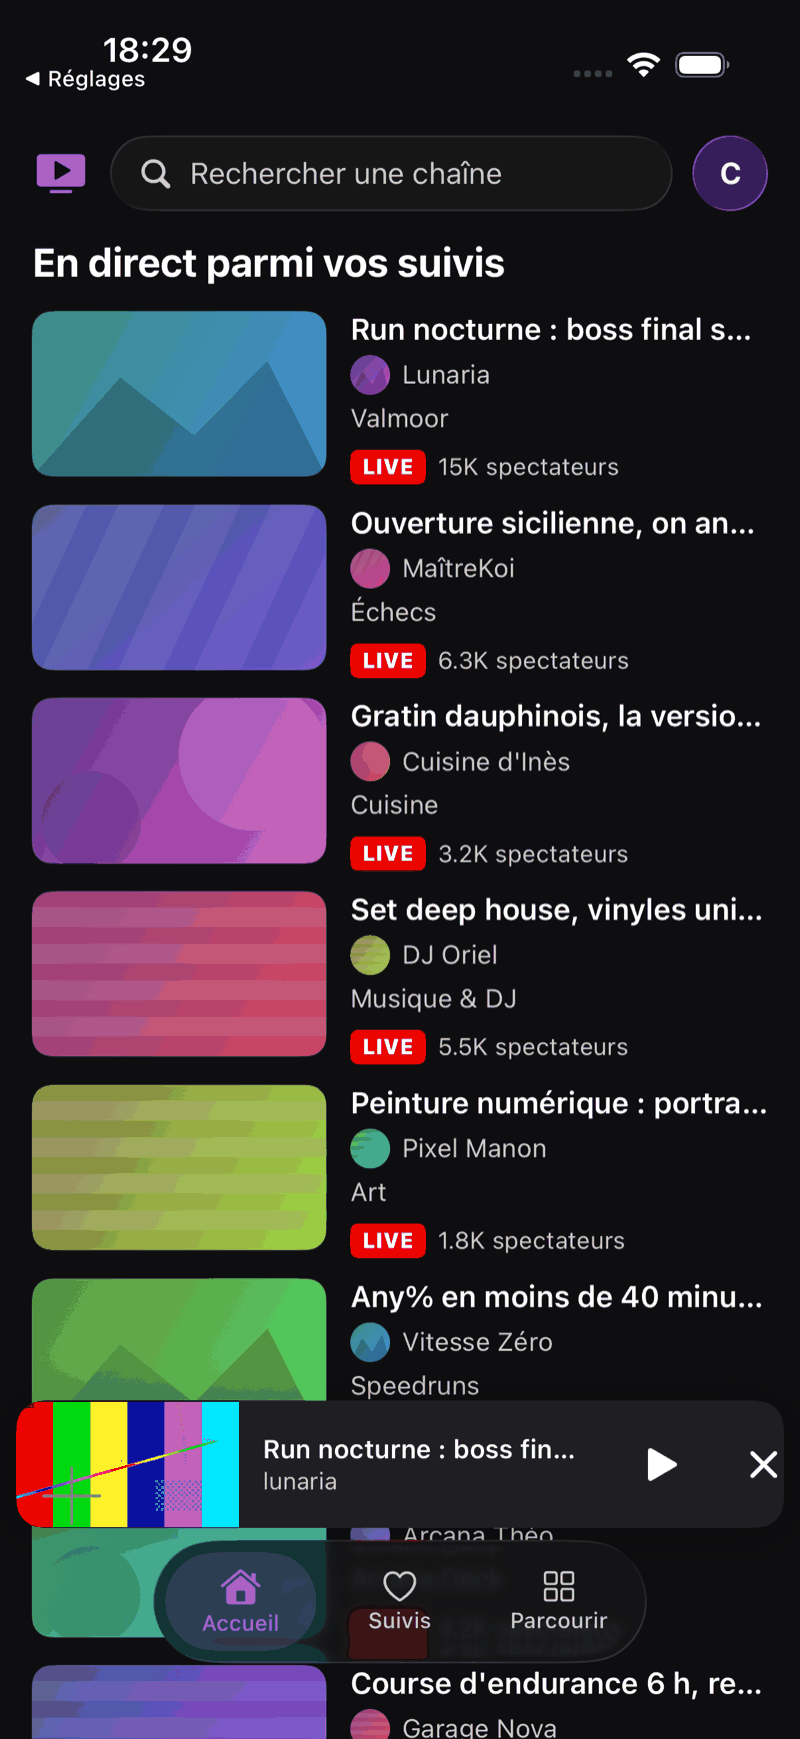 18:29
◀ Réglages
Rechercher une chaîne
C
En direct parmi vos suivis
Run nocturne : boss final s...
Lunaria
Valmoor
LIVE 15K spectateurs
Ouverture sicilienne, on an...
MaîtreKoi
Échecs
LIVE 6.3K spectateurs
Gratin dauphinois, la versio...
Cuisine d'Inès
Cuisine
LIVE 3.2K spectateurs
Set deep house, vinyles uni...
DJ Oriel
Musique & DJ
LIVE 5.5K spectateurs
Peinture numérique : portra...
Pixel Manon
Art
LIVE 1.8K spectateurs
Any% en moins de 40 minu...
Vitesse Zéro
Speedruns
Run nocturne : boss fin...
lunaria
Arcana Théo
Accueil
Suivis
Parcourir
Course d'endurance 6 h, re...
Garage Nova